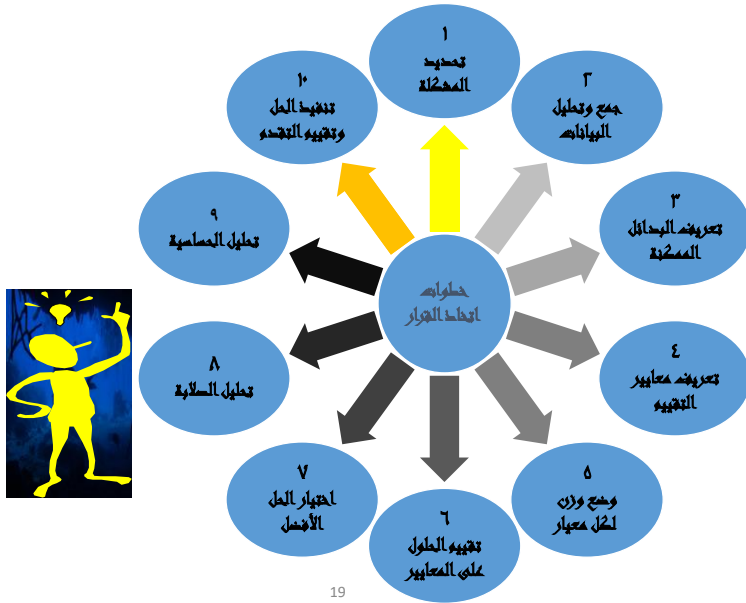 خطوات
اتخاذ القرار
١
تحديد
المشكلة
٢
جمع وتحليل
البيانات
٣
تعريف البدائل
الممكنة
٤
تعريف معايير
التقييم
٥
وضع وزن
لكل معيار
٦
تقييم الحلول
على المعايير
٧
اختيار الحل
الأفضل
٨
تحليل الصلابة
٩
تحليل الحساسية
١٠
تنفيذ الحل
وتقييم التقدم
19